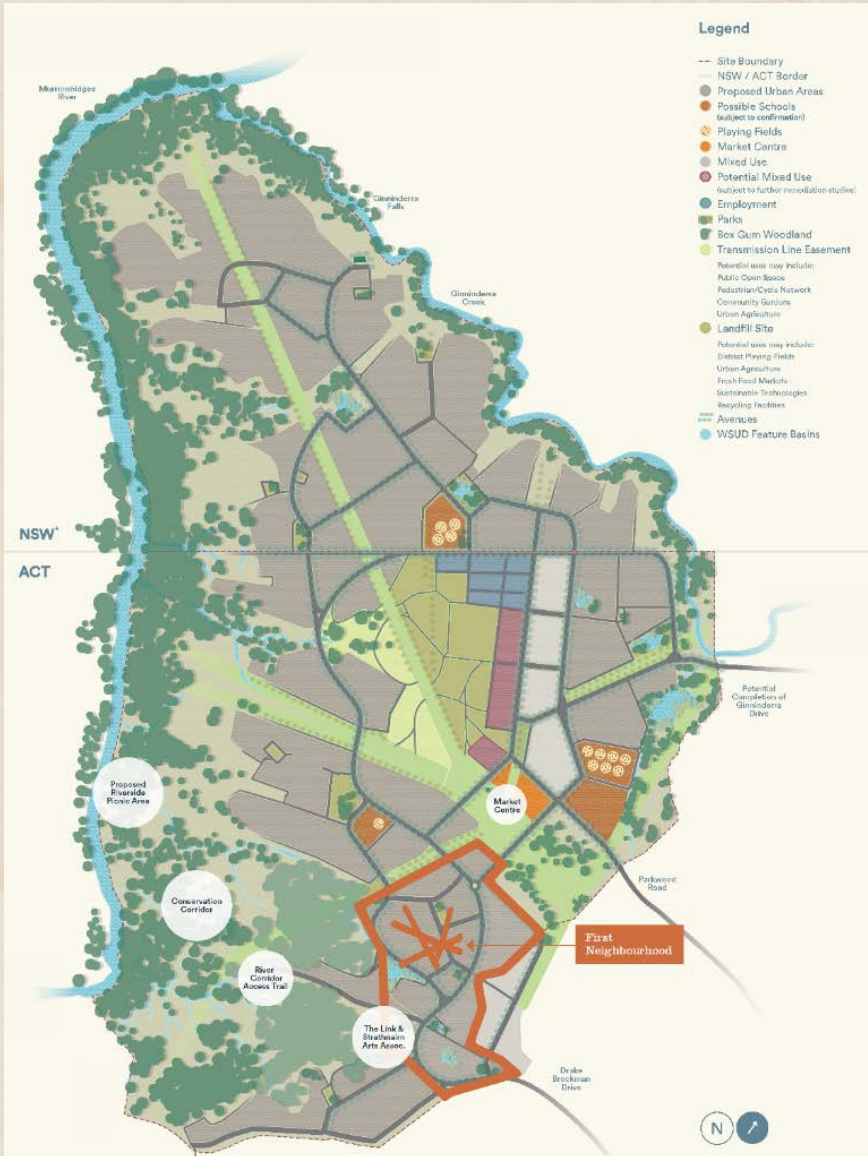 Legend
Site Boundary
NSW / ACT Border
Proposed Urban Areas
Possible Schools
(subject to confirmation)
Playing Fields
Market Centre
Mixed Use
Potential Mixed Use
(subject to further remediation studies)
Employment
Parks
Box Gum Woodland
Transmission Line Easement
Potential uses may include:
Public Open Space
Pedestrian/Cycle Network
Community Gardens
Urban Agriculture
Landfill Site
Potential uses may include:
District Playing Fields
Urban Agriculture
Fresh Food Markets
Sustainable Technologies
Recycling Facilities
Avenues
WSUD Feature Basins
Murrumbidgee
River
Ginninderra
Falls
Ginninderra
Creek
NSW*
ACT
Potential
Completion of
Ginninderra
Drive
Proposed
Riverside
Picnic Area
Market
Centre
Parkwood
Road
Conservation
Corridor
First
Neighbourhood
River
Corridor
Access Trail
The Link &
Strathnairn
Arts Assoc.
Drake
Brockman
Drive
N